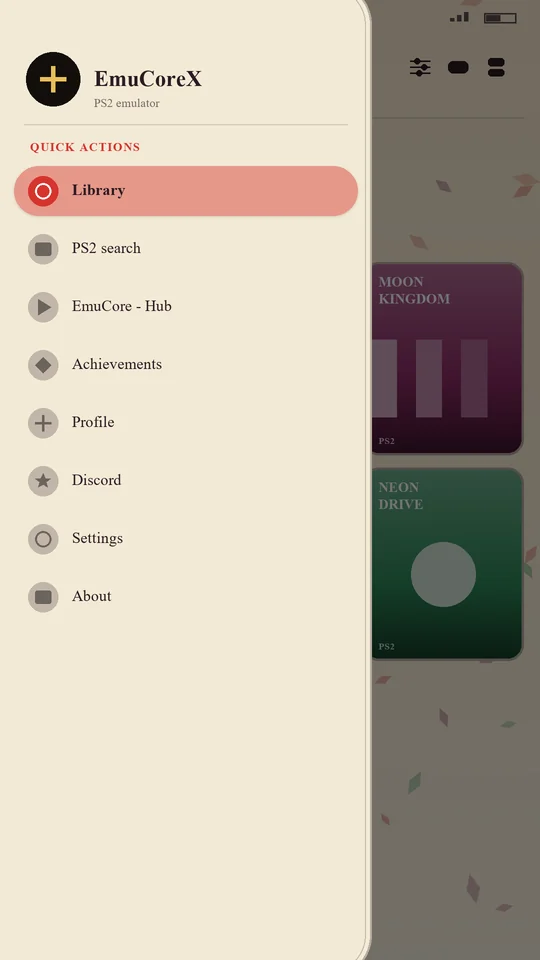 EmuCoreX
PS2 emulator
QUICK ACTIONS
Library
PS2 search
EmuCore - Hub
Achievements
Profile
Discord
Settings
About
MOON
KINGDOM
PS2
NEON
DRIVE
PS2